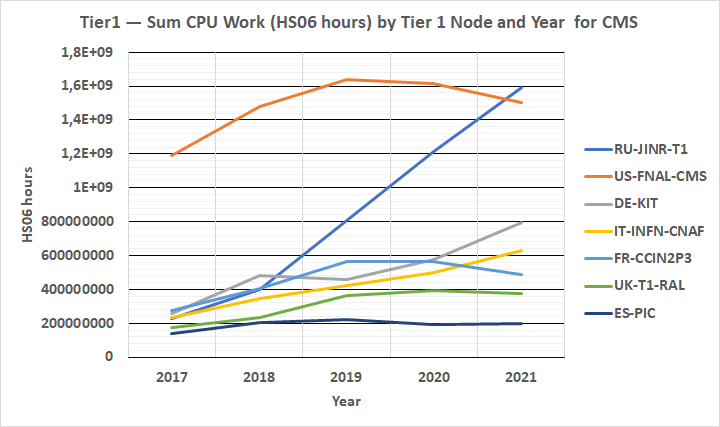 Tier1 — Sum CPU Work (HS06 hours) by Tier 1 Node and Year  for CMS
1,8E+09
1,6E+09
1,4E+09
1,2E+09
1E+09
800000000
600000000
400000000
200000000
0
HS06 hours
2017 2018 2019 2020 2021
Year
RU-JINR-T1
US-FNAL-CMS
DE-KIT
IT-INFN-CNAF
FR-CCIN2P3
UK-T1-RAL
ES-PIC